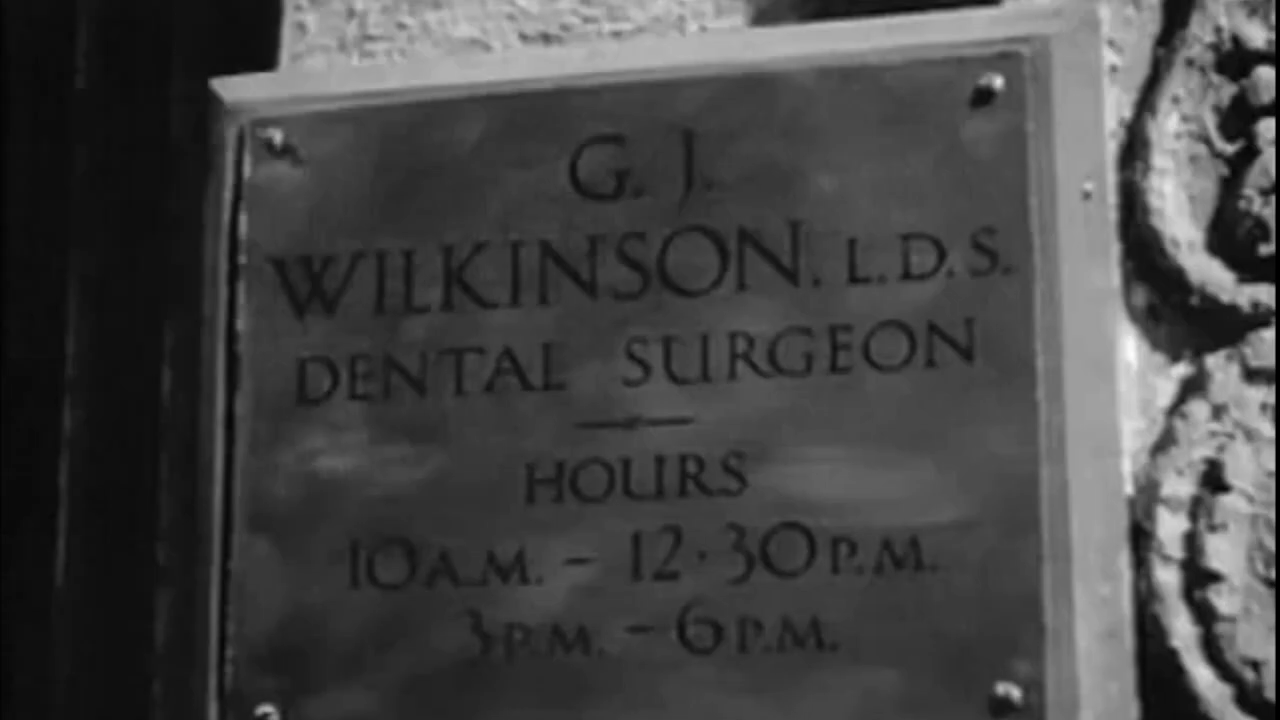 G. J.
WILKINSON. L.D.S.
DENTAL SURGEON
HOURS
10 A.M. - 12·30 P.M.
3 P.M. - 6 P.M.